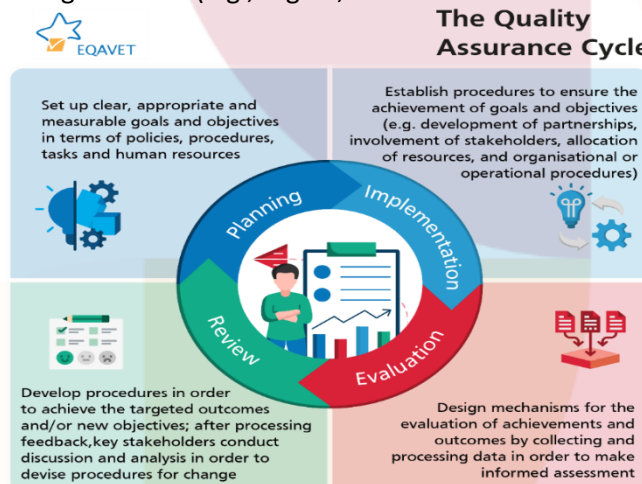 EQAVET
The Quality
Assurance Cycle
Set up clear, appropriate and
measurable goals and objectives
in terms of policies, procedures,
tasks and human resources
Establish procedures to ensure the
achievement of goals and objectives
(e.g. development of partnerships,
involvement of stakeholders, allocation
of resources, and organisational or
operational procedures)
Planning
Implementation
Review
Evaluation
Develop procedures in order
to achieve the targeted outcomes
and/or new objectives; after processing
feedback,key stakeholders conduct
discussion and analysis in order to
devise procedures for change
Design mechanisms for the
evaluation of achievements and
outcomes by collecting and
processing data in order to make
informed assessment